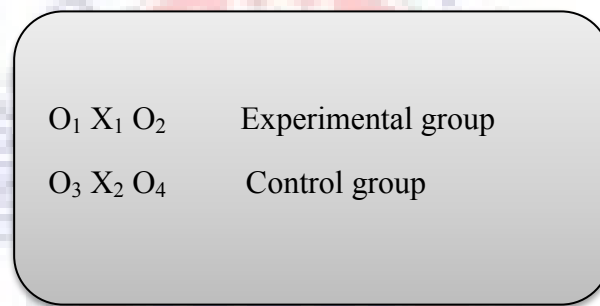 O₁ X₁ O₂ Experimental group
O₃ X₂ O₄ Control group